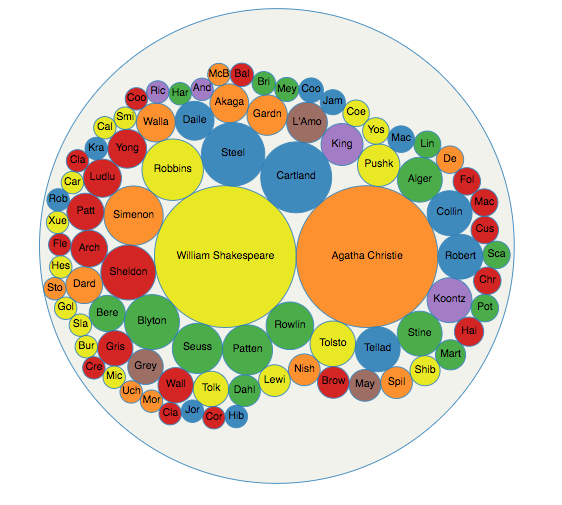 McB
Bal
Bri
Mey
Coo
Jam
Ric
Har
And
Coo
Akaga
Gardn
L'Amo
Coe
Smi
Walla
Daile
Cal
Yos
Mac
Lin
King
De
Kra
Yong
Steel
Cla
Robbins
Cartland
Pushk
Alger
Fol
Car
Ludlu
Rob
Mac
Xue
Patt
Simenon
Collin
Cus
Fle
Arch
William Shakespeare
Agatha Christie
Robert
Sca
Hes
Sheldon
Sto
Dard
Chr
Koontz
Gol
Bere
Blyton
Rowlin
Pot
Sla
Stine
Hai
Bur
Gris
Seuss
Patten
Tolsto
Tellad
Mart
Cre
Grey
Mic
Wall
Tolk
Dahl
Lewi
Nish
Brow
May
Spil
Shib
Uch
Mor
Cla
Jor
Cor
Hib